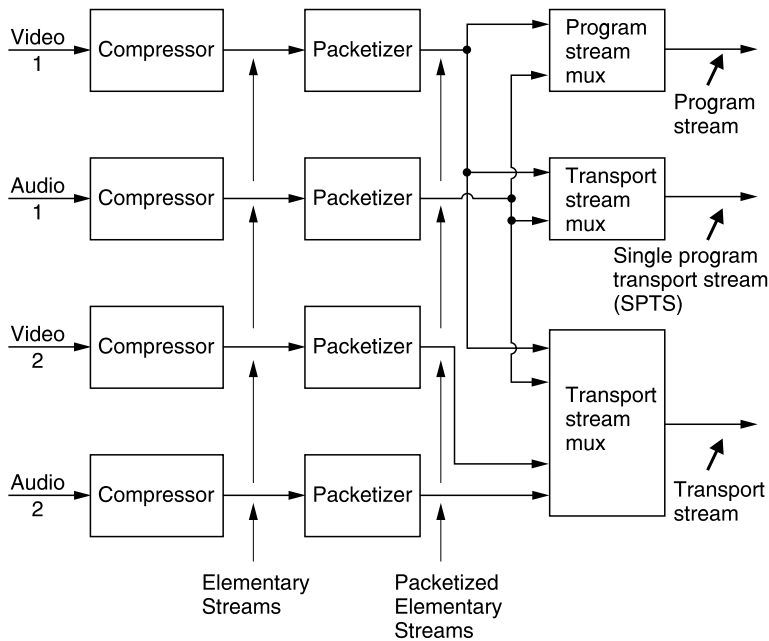 Video
1
Compressor
Packetizer
Program
stream
mux
Program
stream
Audio
1
Compressor
Packetizer
Transport
stream
mux
Single program
transport stream
(SPTS)
Video
2
Compressor
Packetizer
Transport
stream
mux
Audio
2
Compressor
Packetizer
Transport
stream
Elementary
Streams
Packetized
Elementary
Streams